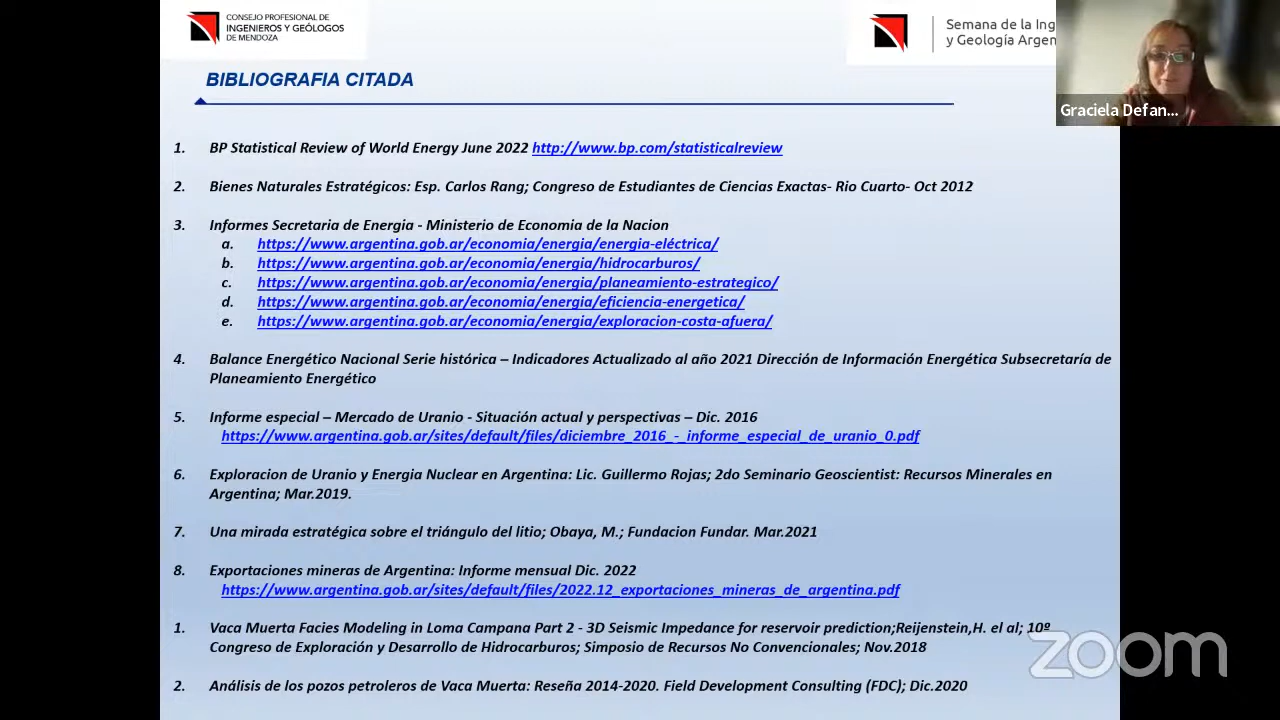 CONSEJO PROFESIONAL DE
INGENIEROS Y GEÓLOGOS
DE MENDOZA
Semana de la Ing
y Geología Argen
Graciela Defan...
BIBLIOGRAFIA CITADA
1. BP Statistical Review of World Energy June 2022 http://www.bp.com/statisticalreview
2. Bienes Naturales Estratégicos: Esp. Carlos Rang; Congreso de Estudiantes de Ciencias Exactas- Rio Cuarto- Oct 2012
3. Informes Secretaria de Energia - Ministerio de Economia de la Nacion
a. https://www.argentina.gob.ar/economia/energia/energia-eléctrica/
b. https://www.argentina.gob.ar/economia/energia/hidrocarburos/
c. https://www.argentina.gob.ar/economia/energia/planeamiento-estrategico/
d. https://www.argentina.gob.ar/economia/energia/eficiencia-energetica/
e. https://www.argentina.gob.ar/economia/energia/exploracion-costa-afuera/
4. Balance Energético Nacional Serie histórica – Indicadores Actualizado al año 2021 Dirección de Información Energética Subsecretaría de
Planeamiento Energético
5. Informe especial – Mercado de Uranio - Situación actual y perspectivas – Dic. 2016
https://www.argentina.gob.ar/sites/default/files/diciembre_2016_-_informe_especial_de_uranio_0.pdf
6. Exploracion de Uranio y Energia Nuclear en Argentina: Lic. Guillermo Rojas; 2do Seminario Geoscientist: Recursos Minerales en
Argentina; Mar.2019.
7. Una mirada estratégica sobre el triángulo del litio; Obaya, M.; Fundacion Fundar. Mar.2021
8. Exportaciones mineras de Argentina: Informe mensual Dic. 2022
https://www.argentina.gob.ar/sites/default/files/2022.12_exportaciones_mineras_de_argentina.pdf
1. Vaca Muerta Facies Modeling in Loma Campana Part 2 - 3D Seismic Impedance for reservoir prediction;Reijenstein,H. el al; 10º
Congreso de Exploración y Desarrollo de Hidrocarburos; Simposio de Recursos No Convencionales; Nov.2018
zoom
2. Análisis de los pozos petroleros de Vaca Muerta: Reseña 2014-2020. Field Development Consulting (FDC); Dic.2020